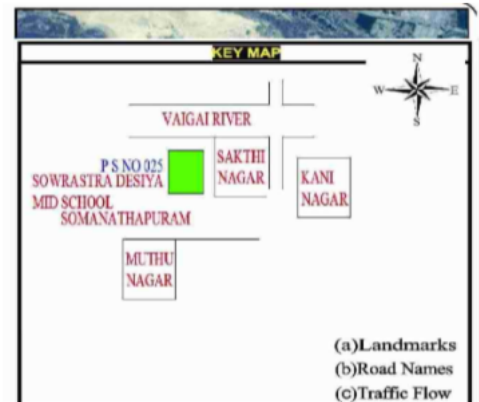 KEY MAP
N
W
E
S
VAIGAI RIVER
P S NO 025
SOWRASTRA DESIYA
MID SCHOOL
SOMANATHAPURAM
SAKTHI
NAGAR
KANI
NAGAR
MUTHU
NAGAR
(a)Landmarks
(b)Road Names
(c)Traffic Flow